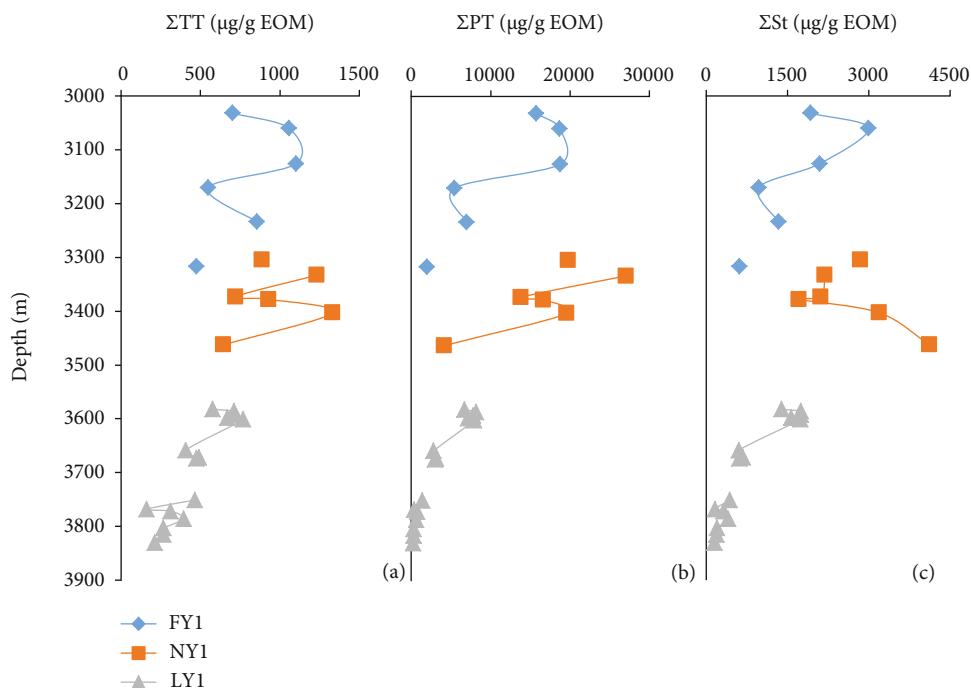 ΣTT (µg/g EOM) ΣPT (µg/g EOM) ΣSt (µg/g EOM)
0 500 1000 1500 0 10000 20000 30000 0 1500 3000 4500
3000
3100
3200
3300
3400
3500
3600
3700
3800
3900
Depth (m)
(a) (b) (c)
FY1
NY1
LY1